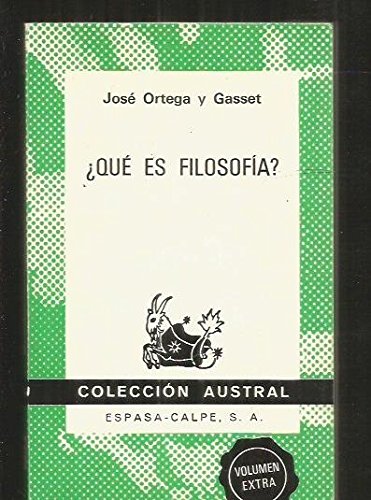 José Ortega y Gasset
¿QUÉ ES FILOSOFÍA?
COLECCIÓN AUSTRAL
ESPASA-CALPE, S. A.
VOLUMEN
EXTRA